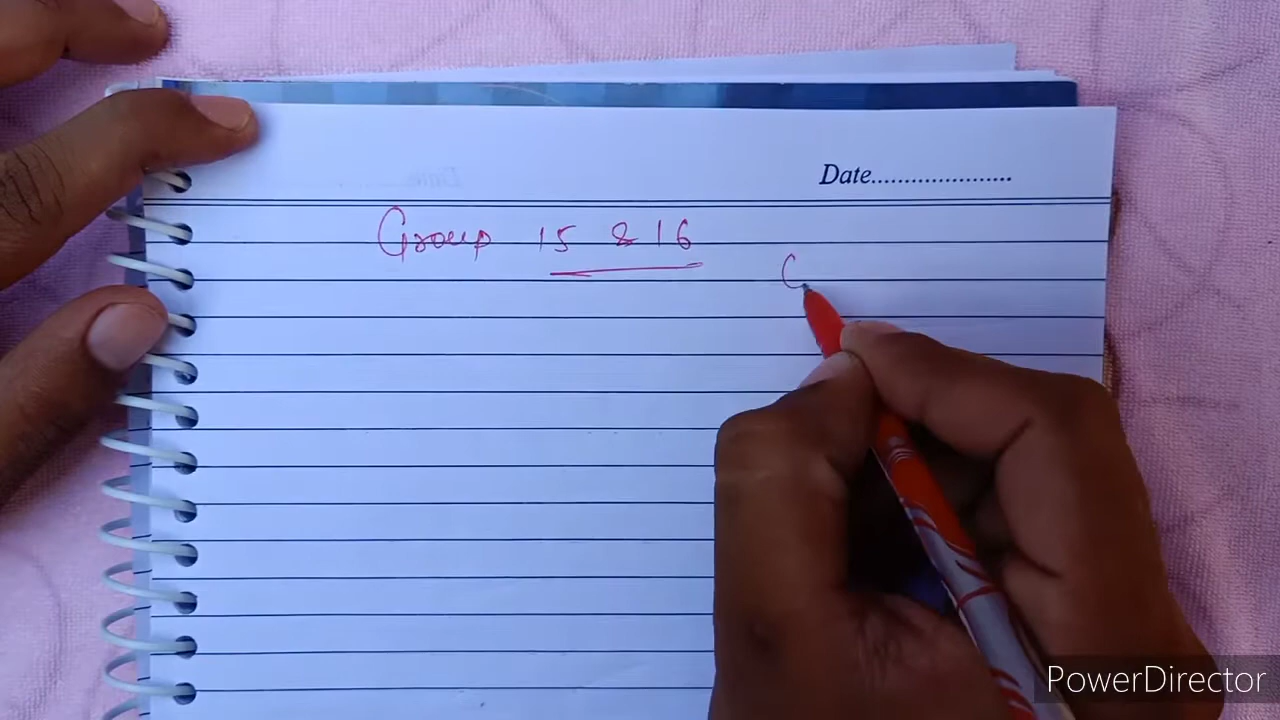 Date.....................
Group 15 & 16
(
PowerDirector